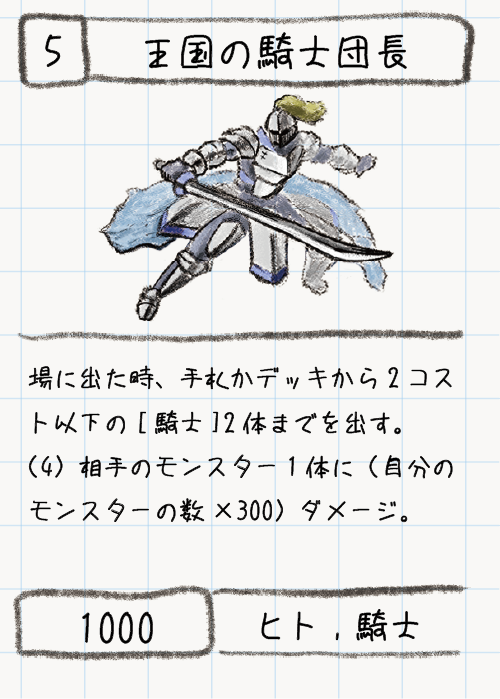 5
王国の騎士団長
場に出た時、手札かデッキから2コス
ト以下の[騎士]2体までを出す。
(4) 相手のモンスター1体に(自分の
モンスターの数×300)ダメージ。
1000
ヒト,騎士